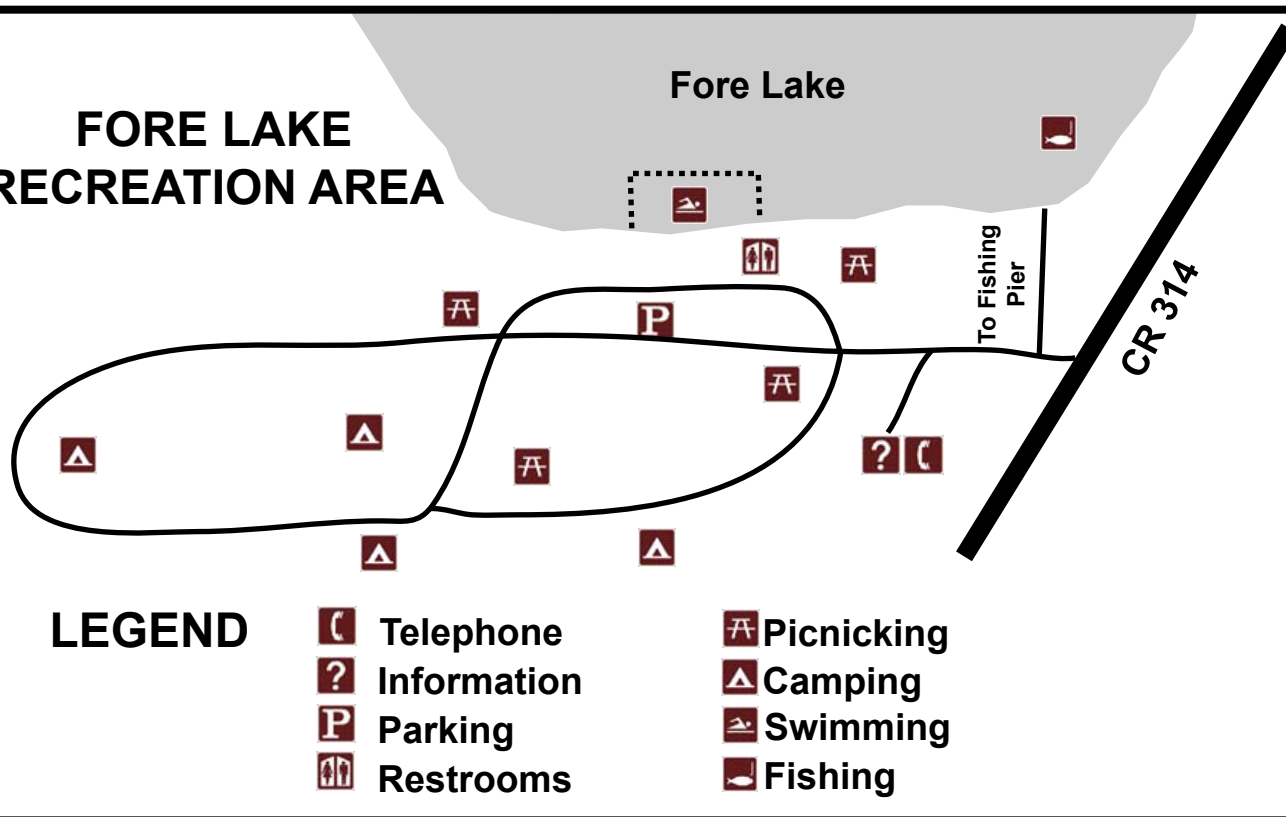 Fore Lake
FORE LAKE
RECREATION AREA
To Fishing
Pier
CR 314
P
?
LEGEND
Telephone
? Information
P Parking
Restrooms
Picnicking
Camping
Swimming
Fishing